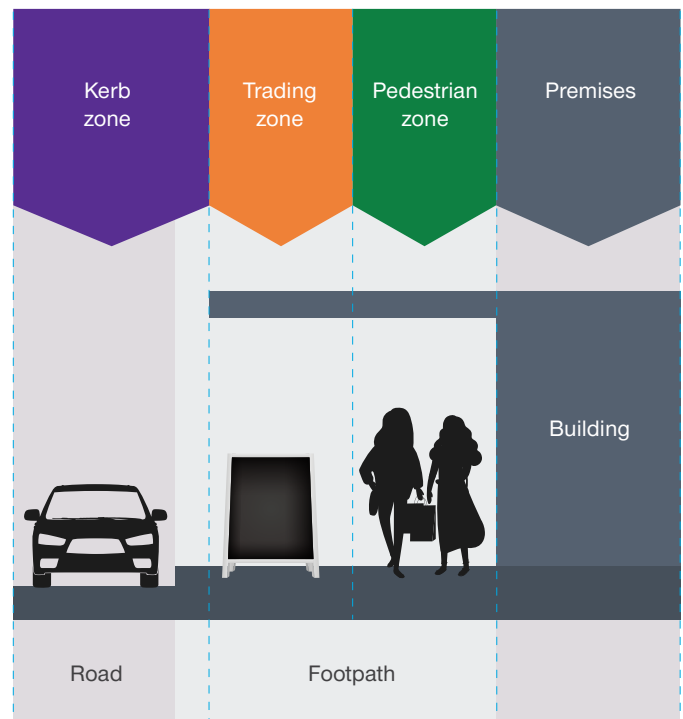 Kerb
zone
Trading
zone
Pedestrian
zone
Premises
Building
Road
Footpath